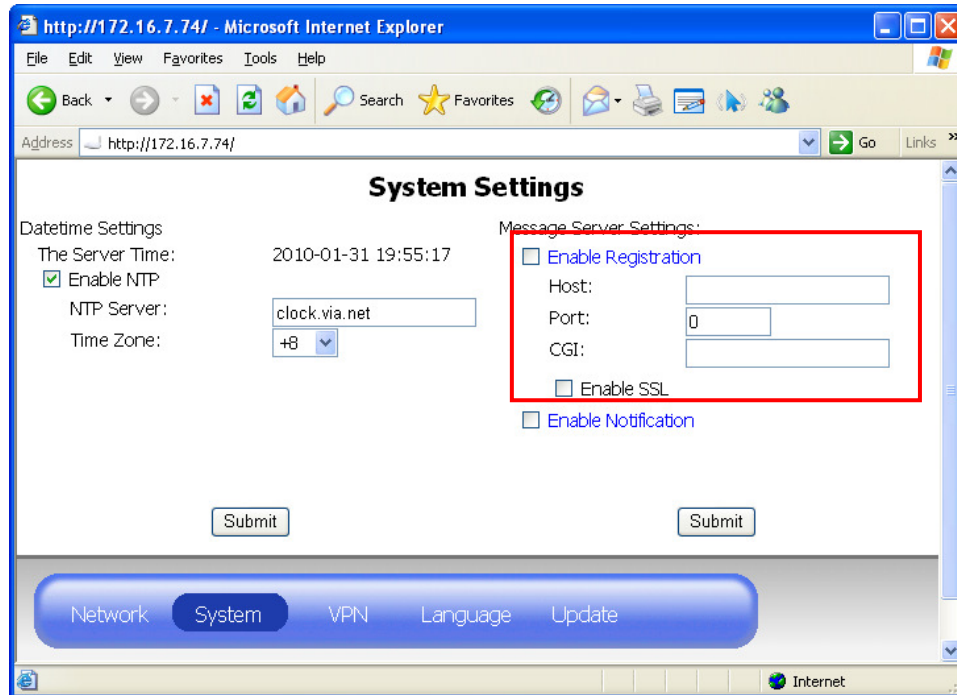 http://172.16.7.74/ - Microsoft Internet Explorer
File Edit View Favorites Tools Help
Back Search Favorites
Address http://172.16.7.74/ Go Links »
System Settings
Datetime Settings
The Server Time: 2010-01-31 19:55:17
Enable NTP
NTP Server: clock.via.net
Time Zone: +8
Submit
Message Server Settings:
Enable Registration
Host:
Port: 0
CGI:
Enable SSL
Enable Notification
Submit
Network System VPN Language Update
Internet